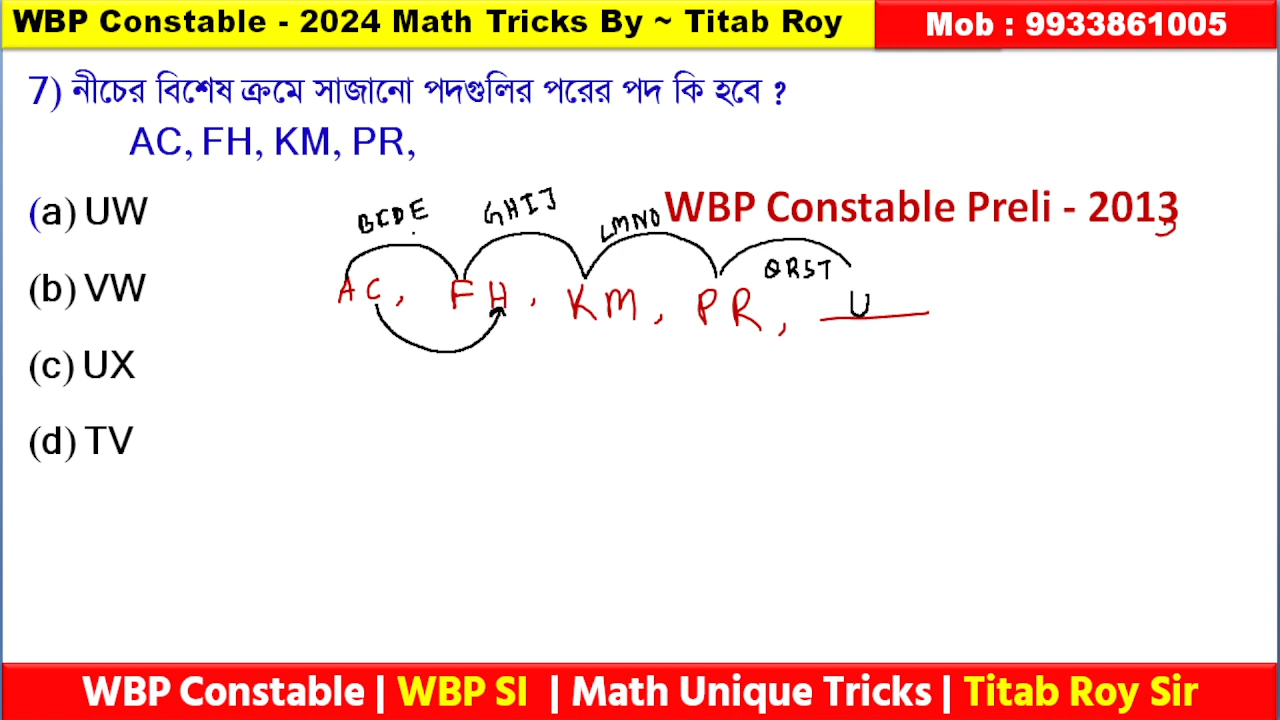 WBP Constable - 2024 Math Tricks By ~ Titab Roy
Mob : 9933861005
7) নীচের বিশেষ ক্রমে সাজানো পদগুলির পরের পদ কি হবে ?
AC, FH, KM, PR,
(a) UW
WBP Constable Preli - 2013
BCDE GHIJ LMNO
QRST
(b) VW
AC, FH, KM, PR, U
(c) UX
(d) TV
WBP Constable | WBP SI | Math Unique Tricks | Titab Roy Sir